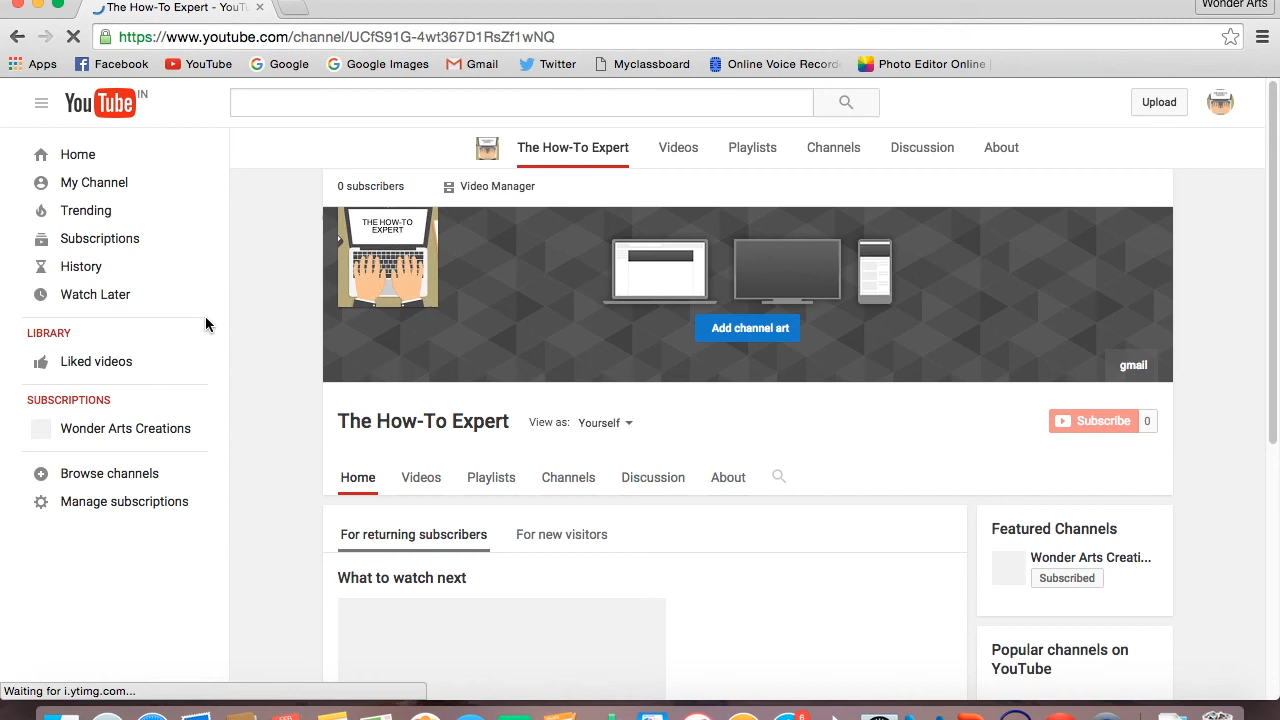 The How-To Expert - YouTu
Wonder Arts
https://www.youtube.com/channel/UCfS91G-4wt367D1RsZf1wNQ
Apps
Facebook
YouTube
Google
Google Images
Gmail
Twitter
Myclassboard
Online Voice Record
Photo Editor Online
YouTube IN
Upload
Home
My Channel
Trending
Subscriptions
History
Watch Later
LIBRARY
Liked videos
SUBSCRIPTIONS
Wonder Arts Creations
Browse channels
Manage subscriptions
The How-To Expert
Videos
Playlists
Channels
Discussion
About
0 subscribers
Video Manager
THE HOW-TO
EXPERT
Add channel art
gmail
The How-To Expert
View as: Yourself
Subscribe 0
Home
Videos
Playlists
Channels
Discussion
About
For returning subscribers
For new visitors
What to watch next
Featured Channels
Wonder Arts Creati...
Subscribed
Popular channels on
YouTube
Waiting for i.ytimg.com...
6